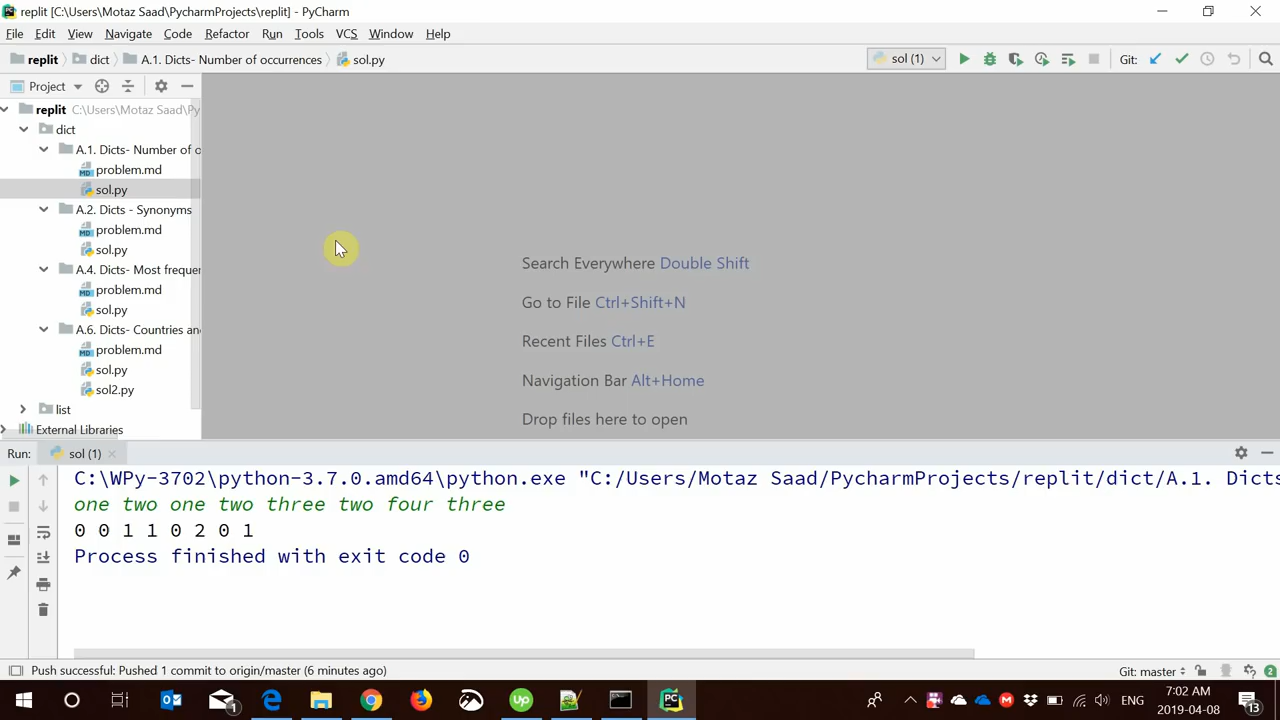 replit [C:\Users\Motaz Saad\PycharmProjects\replit] - PyCharm
File Edit View Navigate Code Refactor Run Tools VCS Window Help
replit dict A.1. Dicts- Number of occurrences sol.py sol (1) Git:
Project
replit C:\Users\Motaz Saad\Py
dict
A.1. Dicts- Number of o
MD problem.md
sol.py
A.2. Dicts - Synonyms
MD problem.md
sol.py
A.4. Dicts- Most frequen
MD problem.md
sol.py
A.6. Dicts- Countries an
MD problem.md
sol.py
sol2.py
list
External Libraries
Search Everywhere Double Shift
Go to File Ctrl+Shift+N
Recent Files Ctrl+E
Navigation Bar Alt+Home
Drop files here to open
Run: sol (1)
C:\WPy-3702\python-3.7.0.amd64\python.exe "C:/Users/Motaz Saad/PycharmProjects/replit/dict/A.1. Dicts
one two one two three two four three
0 0 1 1 0 2 0 1
Process finished with exit code 0
Push successful: Pushed 1 commit to origin/master (6 minutes ago) Git: master 2
ENG 7:02 AM
2019-04-08 13